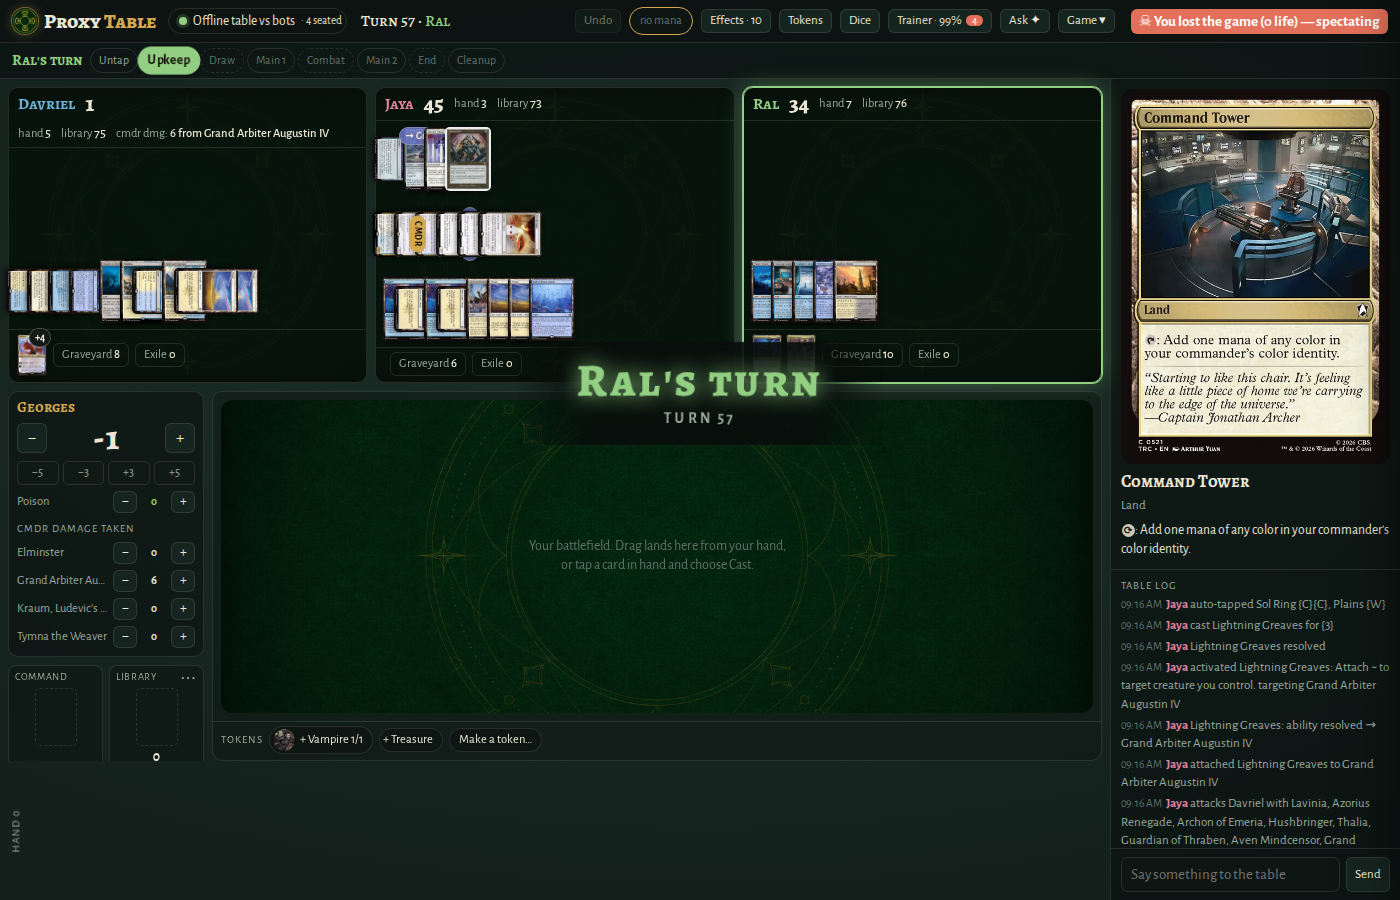 Proxy Table
Offline table vs bots · 4 seated
Turn 57 · Ral
Undo
no mana
Effects · 10
Tokens
Dice
Trainer · 99% 4
Ask ✦
Game ▾
☠ You lost the game (0 life) — spectating
Ral's turn
Untap
Upkeep
Draw
Main 1
Combat
Main 2
End
Cleanup
Davriel 1
hand 5 library 75 cmdr dmg: 6 from Grand Arbiter Augustin IV
+4
Graveyard 8
Exile 0
Jaya 45 hand 3 library 73
→ G
CMDR
Graveyard 6
Exile 0
Ral 34 hand 7 library 76
Graveyard 10
Exile 0
Ral's turn
TURN 57
Georges
− -1 +
−5 −3 +3 +5
Poison − 0 +
CMDR DAMAGE TAKEN
Elminster − 0 +
Grand Arbiter Au... − 6 +
Kraum, Ludevic's ... − 0 +
Tymna the Weaver − 0 +
COMMAND
LIBRARY ...
0
Your battlefield. Drag lands here from your hand,
or tap a card in hand and choose Cast.
TOKENS
+ Vampire 1/1
+ Treasure
Make a token...
HAND 0
Command Tower
Land
: Add one mana of any color in
your commander's color identity.
"Starting to like this chair. It's feeling
like a little piece of home we're carrying
to the edge of the universe."
—Captain Jonathan Archer
C 0521
TRC • EN Arthur Yuan
© 2026 CBS.
™ & © 2026 Wizards of the Coast
Command Tower
Land
: Add one mana of any color in your commander's
color identity.
TABLE LOG
09:16 AM Jaya auto-tapped Sol Ring {C}{C}, Plains {W}
09:16 AM Jaya cast Lightning Greaves for {3}
09:16 AM Jaya Lightning Greaves resolved
09:16 AM Jaya activated Lightning Greaves: Attach ~ to
target creature you control. targeting Grand Arbiter
Augustin IV
09:16 AM Jaya Lightning Greaves: ability resolved →
Grand Arbiter Augustin IV
09:16 AM Jaya attached Lightning Greaves to Grand
Arbiter Augustin IV
09:16 AM Jaya attacks Davriel with Lavinia, Azorius
Renegade, Archon of Emeria, Hushbringer, Thalia,
Guardian of Thraben, Aven Mindcensor, Grand
Say something to the table
Send